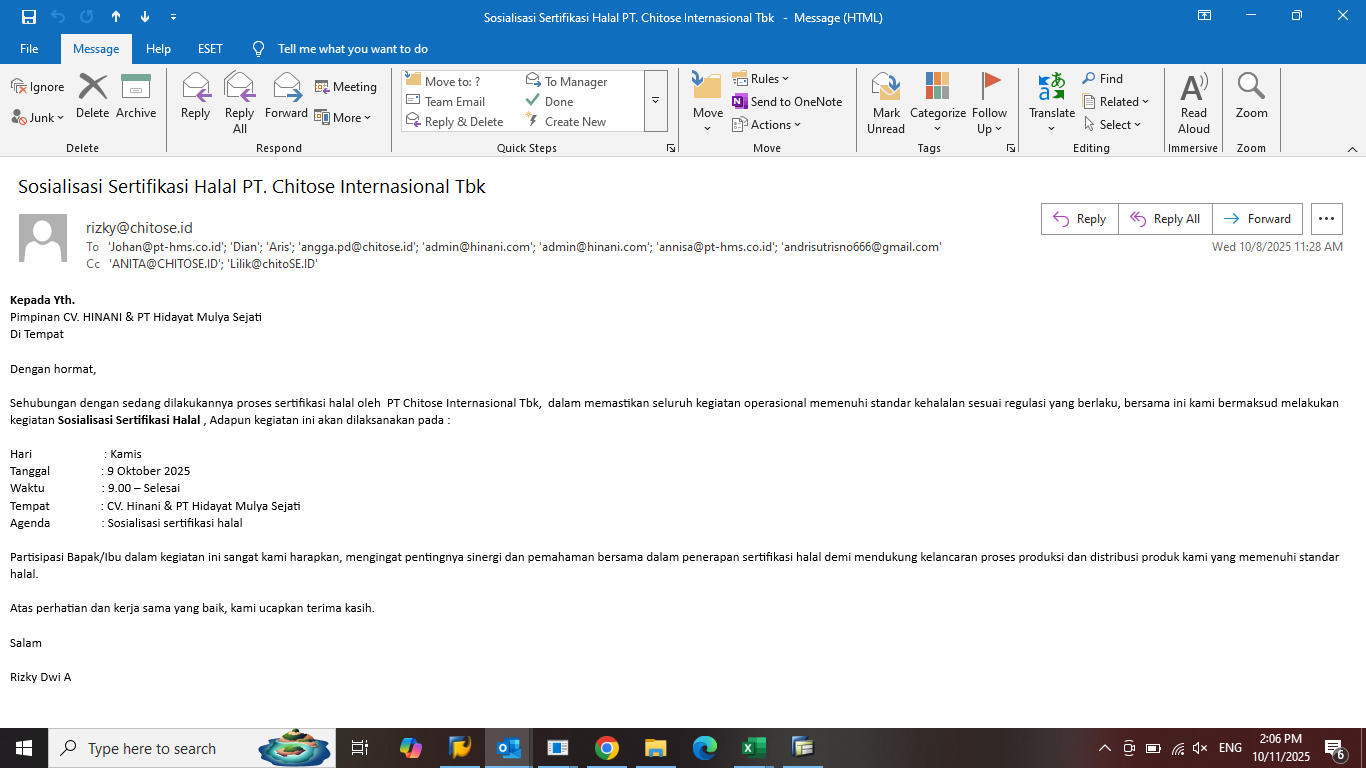 Sosialisasi Sertifikasi Halal PT. Chitose Internasional Tbk - Message (HTML)
File Message Help ESET Tell me what you want to do
Ignore
Junk
Delete
Archive
Delete
Reply
Reply All
Forward
Meeting
More
Respond
Move to: ?
Team Email
Reply & Delete
To Manager
Done
Create New
Quick Steps
Move
Rules
Send to OneNote
Actions
Move
Mark Unread
Categorize
Follow Up
Tags
Translate
Find
Related
Select
Editing
Read Aloud
Immersive
Zoom
Zoom
Sosialisasi Sertifikasi Halal PT. Chitose Internasional Tbk
rizky@chitose.id
To 'Johan@pt-hms.co.id'; 'Dian'; 'Aris'; 'angga.pd@chitose.id'; 'admin@hinani.com'; 'admin@hinani.com'; 'annisa@pt-hms.co.id'; 'andrisutrisno666@gmail.com'
Cc 'ANITA@CHITOSE.ID'; 'Lilik@chitoSE.ID'
Reply Reply All Forward
Wed 10/8/2025 11:28 AM
Kepada Yth.
Pimpinan CV. HINANI & PT Hidayat Mulya Sejati
Di Tempat
Dengan hormat,
Sehubungan dengan sedang dilakukannya proses sertifikasi halal oleh PT Chitose Internasional Tbk, dalam memastikan seluruh kegiatan operasional memenuhi standar kehalalan sesuai regulasi yang berlaku, bersama ini kami bermaksud melakukan
kegiatan Sosialisasi Sertifikasi Halal , Adapun kegiatan ini akan dilaksanakan pada :
Hari : Kamis
Tanggal : 9 Oktober 2025
Waktu : 9.00 – Selesai
Tempat : CV. Hinani & PT Hidayat Mulya Sejati
Agenda : Sosialisasi sertifikasi halal
Partisipasi Bapak/Ibu dalam kegiatan ini sangat kami harapkan, mengingat pentingnya sinergi dan pemahaman bersama dalam penerapan sertifikasi halal demi mendukung kelancaran proses produksi dan distribusi produk kami yang memenuhi standar
halal.
Atas perhatian dan kerja sama yang baik, kami ucapkan terima kasih.
Salam
Rizky Dwi A
Type here to search
ENG
2:06 PM
10/11/2025
6